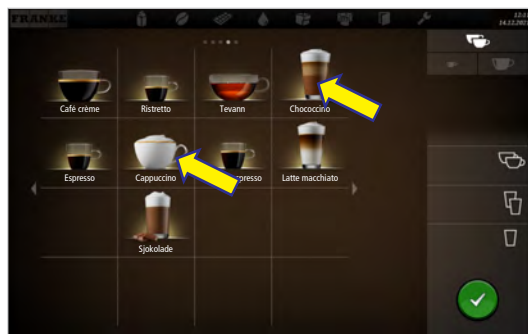 FRANKE
Café crème
Ristretto
Tevann
Chococcino
Espresso
Cappuccino
presso
Latte macchiato
Sjokolade